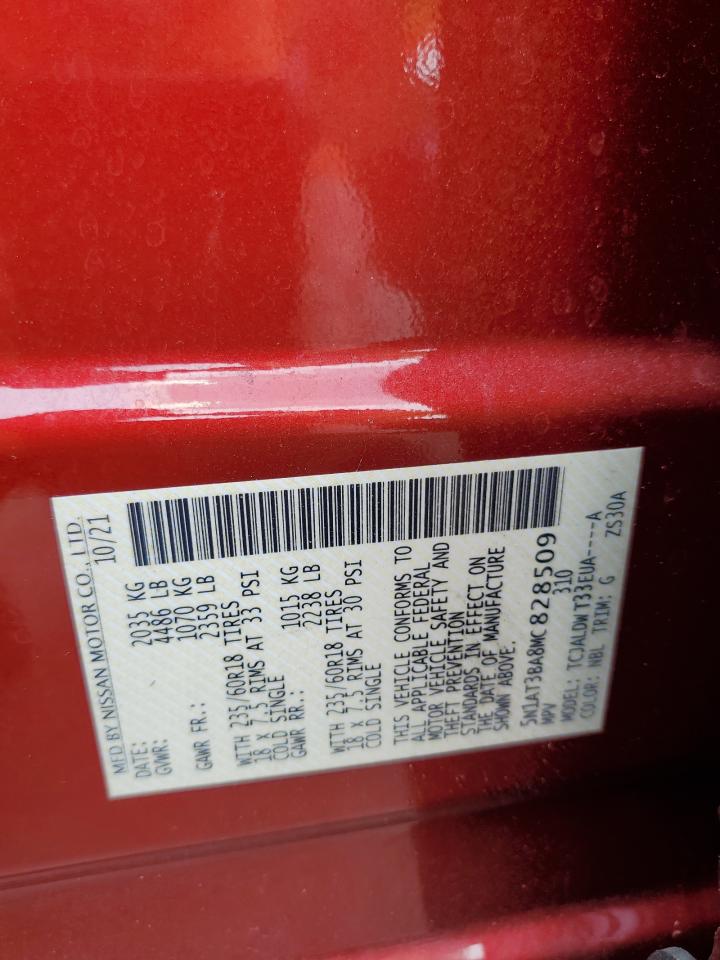 MFD BY NISSAN MOTOR CO., LTD.
DATE: 10/21
GVWR: 2035 KG
4486 LB
GAWR FR.: 1070 KG
2359 LB
WITH 235/60R18 TIRES
18 X 7.5 RIMS AT 33 PSI
COLD SINGLE
GAWR RR.: 1015 KG
2238 LB
WITH 235/60R18 TIRES
18 X 7.5 RIMS AT 30 PSI
COLD SINGLE
THIS VEHICLE CONFORMS TO
ALL APPLICABLE FEDERAL
MOTOR VEHICLE SAFETY AND
THEFT PREVENTION
STANDARDS IN EFFECT ON
THE DATE OF MANUFACTURE
SHOWN ABOVE.
5N1AT3BA8MC828509
MPV 310
MODEL: TCJALDWT33EUA----A
COLOR: NBL TRIM: G ZS30A